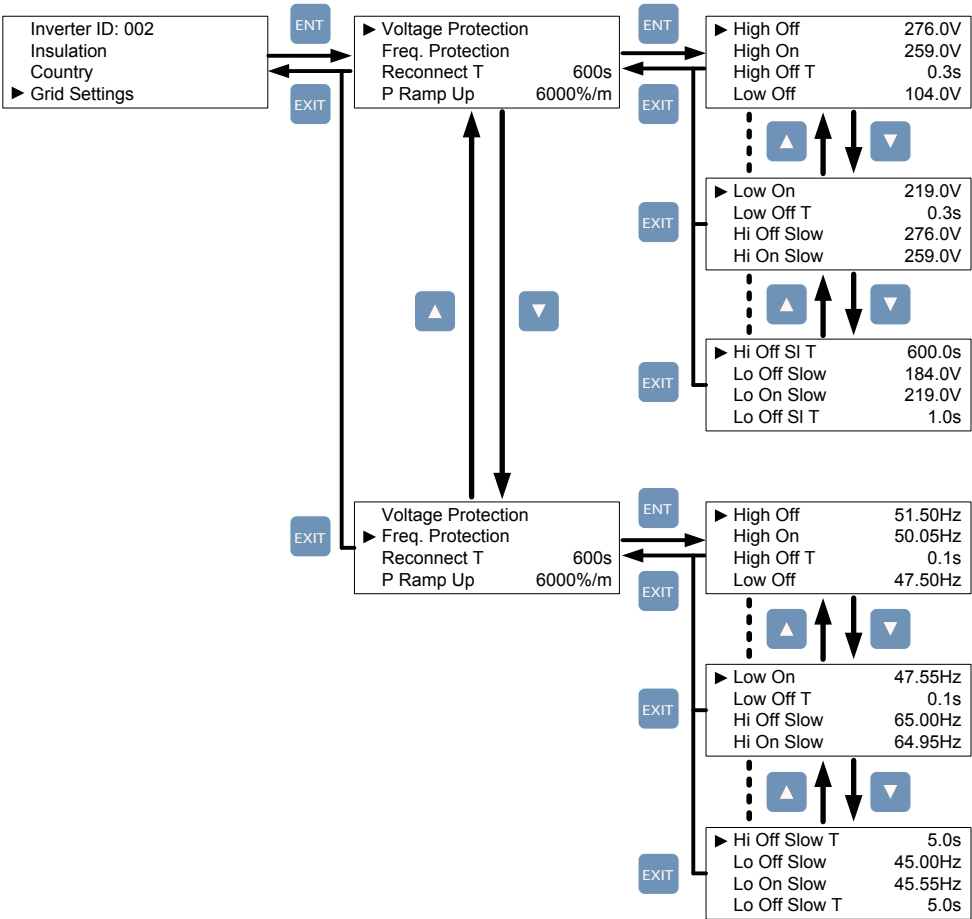 Inverter ID: 002
Insulation
Country
► Grid Settings
ENT
EXIT
► Voltage Protection
Freq. Protection
Reconnect T 600s
P Ramp Up 6000%/m
ENT
EXIT
► High Off 276.0V
High On 259.0V
High Off T 0.3s
Low Off 104.0V
EXIT
► Low On 219.0V
Low Off T 0.3s
Hi Off Slow 276.0V
Hi On Slow 259.0V
EXIT
► Hi Off Sl T 600.0s
Lo Off Slow 184.0V
Lo On Slow 219.0V
Lo Off Sl T 1.0s
EXIT
Voltage Protection
► Freq. Protection
Reconnect T 600s
P Ramp Up 6000%/m
ENT
EXIT
► High Off 51.50Hz
High On 50.05Hz
High Off T 0.1s
Low Off 47.50Hz
EXIT
► Low On 47.55Hz
Low Off T 0.1s
Hi Off Slow 65.00Hz
Hi On Slow 64.95Hz
EXIT
► Hi Off Slow T 5.0s
Lo Off Slow 45.00Hz
Lo On Slow 45.55Hz
Lo Off Slow T 5.0s